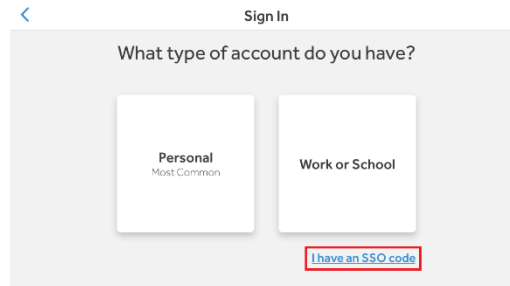 Sign In
What type of account do you have?
Personal
Most Common
Work or School
I have an SSO code